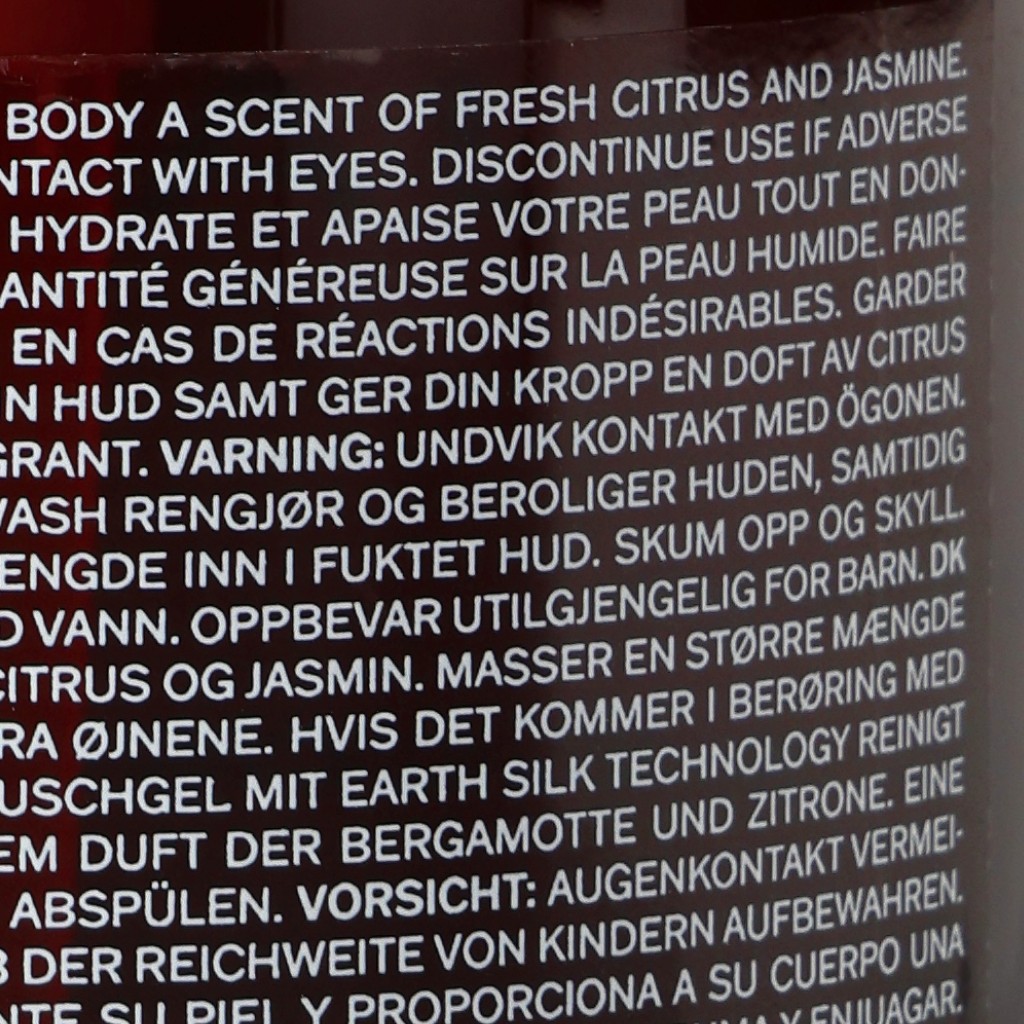 BODY A SCENT OF FRESH CITRUS AND JASMINE.
NTACT WITH EYES. DISCONTINUE USE IF ADVERSE
HYDRATE ET APAISE VOTRE PEAU TOUT EN DON-
ANTITÉ GÉNÉREUSE SUR LA PEAU HUMIDE. FAIRE
EN CAS DE RÉACTIONS INDÉSIRABLES. GARDER
N HUD SAMT GER DIN KROPP EN DOFT AV CITRUS
GRANT. VARNING: UNDVIK KONTAKT MED ÖGONEN.
WASH RENGJØR OG BEROLIGER HUDEN, SAMTIDIG
ENGDE INN I FUKTET HUD. SKUM OPP OG SKYLL.
D VANN. OPPBEVAR UTILGJENGELIG FOR BARN. DK
CITRUS OG JASMIN. MASSER EN STØRRE MÆNGDE
RA ØJNENE. HVIS DET KOMMER I BERØRING MED
USCHGEL MIT EARTH SILK TECHNOLOGY REINIGT
EM DUFT DER BERGAMOTTE UND ZITRONE. EINE
ABSPÜLEN. VORSICHT: AUGENKONTAKT VERMEI-
DER REICHWEITE VON KINDERN AUFBEWAHREN.
NTE SU PIEL Y PROPORCIONA A SU CUERPO UNA
Y ENJUAGAR.